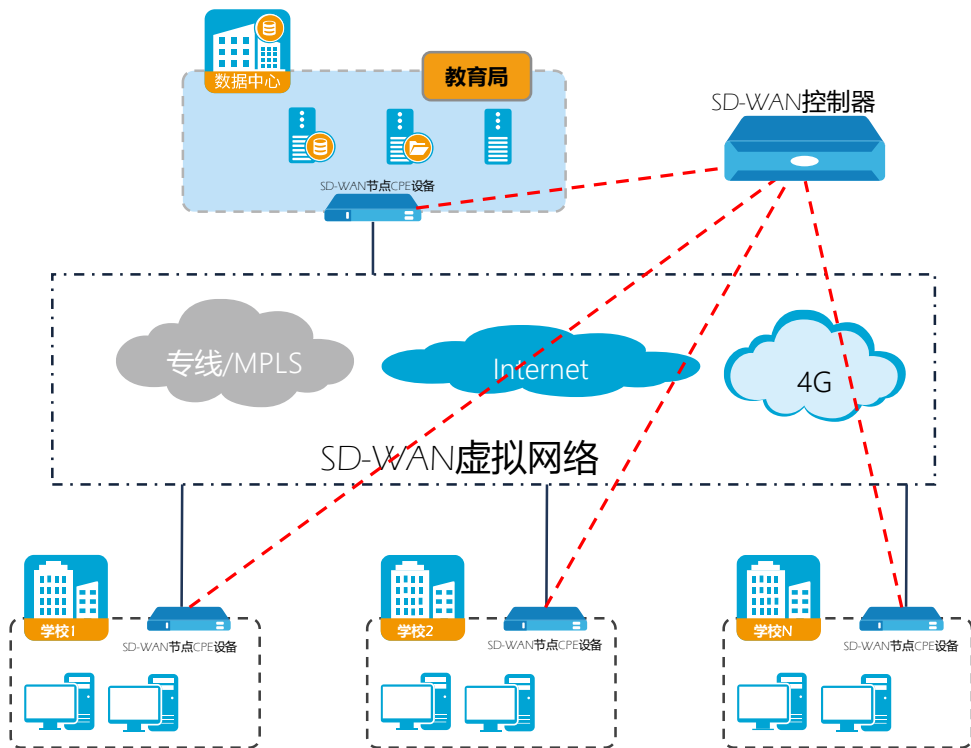 教育局
数据中心
SD-WAN控制器
SD-WAN节点CPE设备
专线/MPLS
Internet
4G
SD-WAN虚拟网络
学校1
SD-WAN节点CPE设备
学校2
SD-WAN节点CPE设备
学校N
SD-WAN节点CPE设备